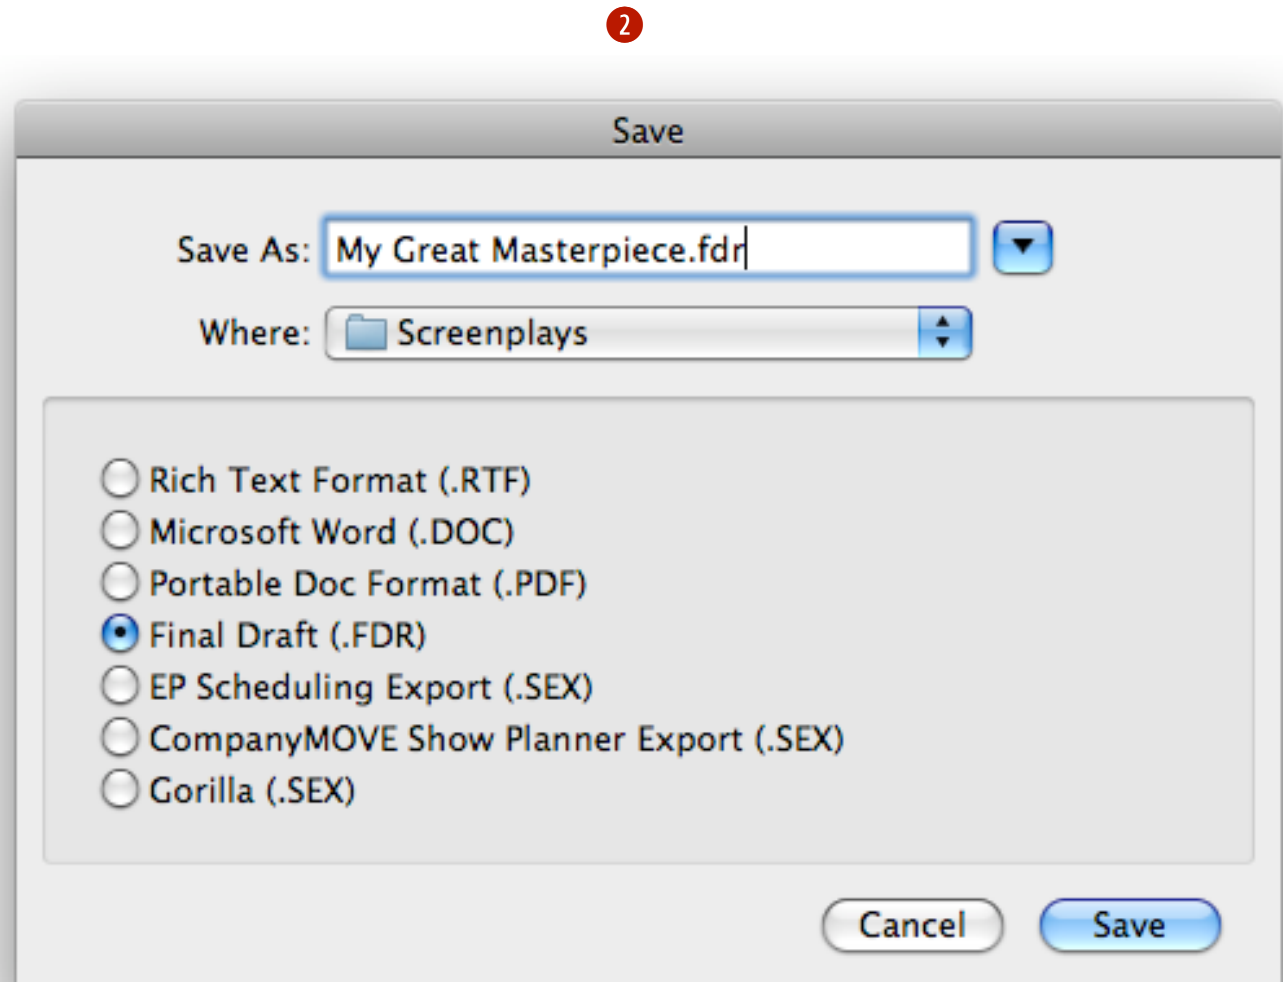 2
Save
Save As: My Great Masterpiece.fdr
Where: Screenplays
Rich Text Format (.RTF)
Microsoft Word (.DOC)
Portable Doc Format (.PDF)
Final Draft (.FDR)
EP Scheduling Export (.SEX)
CompanyMOVE Show Planner Export (.SEX)
Gorilla (.SEX)
Cancel Save